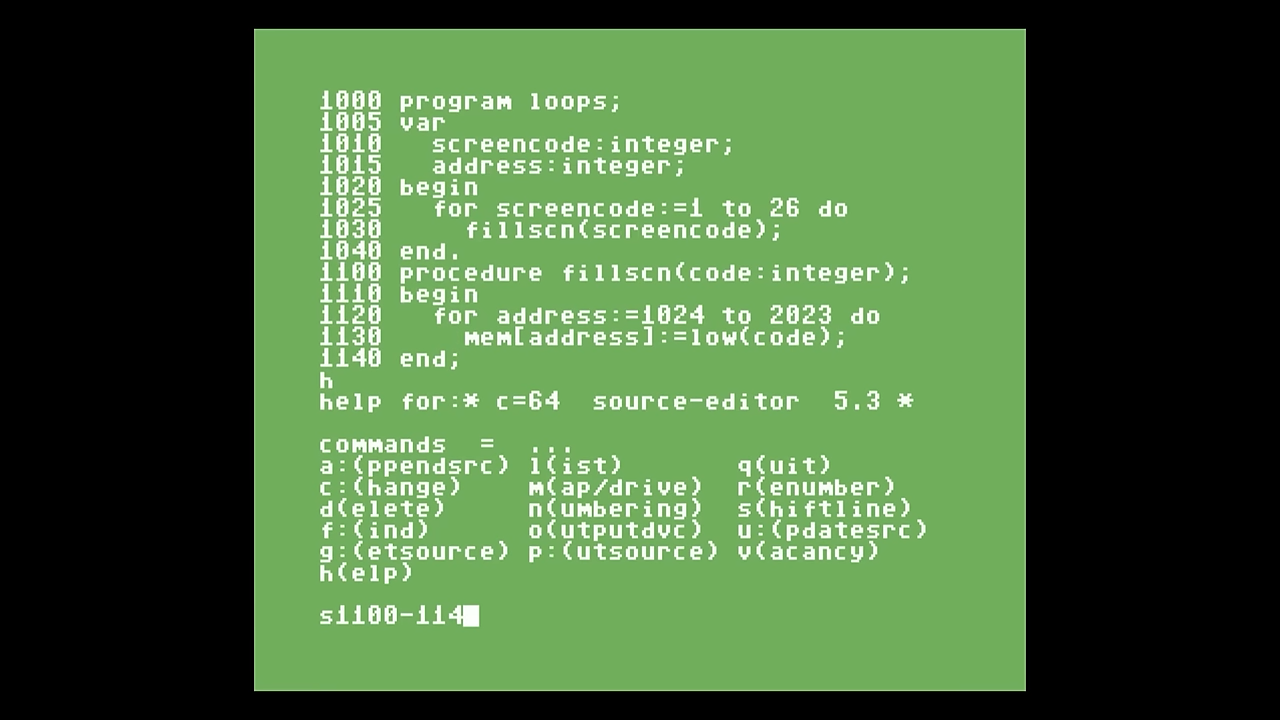 1000 program loops;
1005 var
1010   screencode:integer;
1015   address:integer;
1020 begin
1025   for screencode:=1 to 26 do
1030     fillscn(screencode);
1040 end.
1100 procedure fillscn(code:integer);
1110 begin
1120   for address:=1024 to 2023 do
1130     mem[address]:=low(code);
1140 end;
h
help for:* c=64  source-editor  5.3 *
commands  =  ...
a:(ppendsrc) l(ist)       q(uit)
c:(hange)    m(ap/drive)  r(enumber)
d(elete)     n(umbering)  s(hiftline)
f:(ind)      o(utputdvc)  u:(pdatesrc)
g:(etsource) p:(utsource) v(acancy)
h(elp)
s1100-114